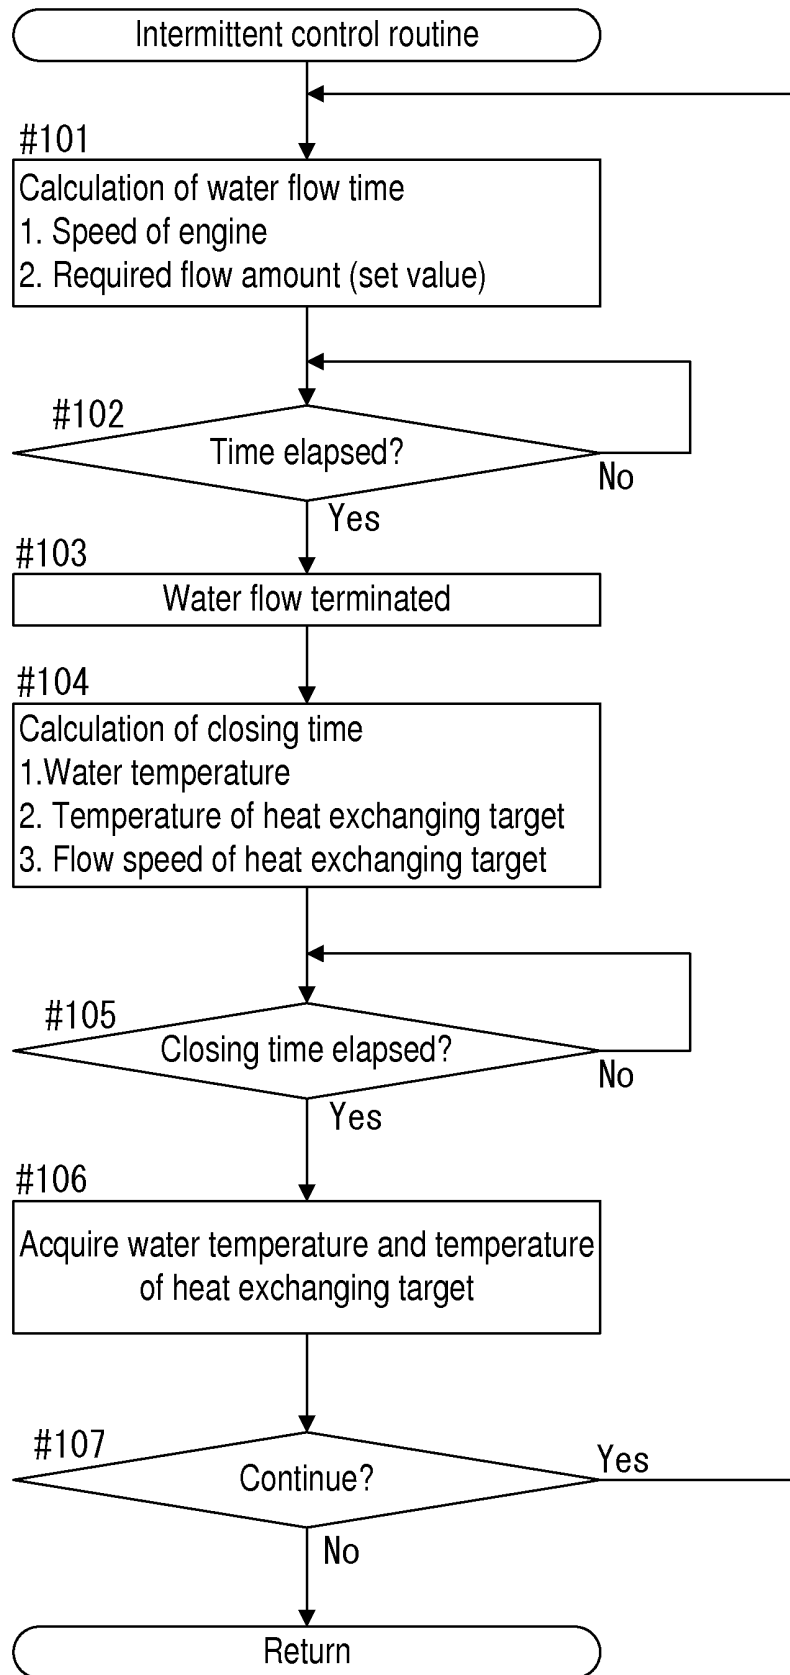 Intermittent control routine
#101
Calculation of water flow time
1. Speed of engine
2. Required flow amount (set value)
#102
Time elapsed?
No
Yes
#103
Water flow terminated
#104
Calculation of closing time
1.Water temperature
2. Temperature of heat exchanging target
3. Flow speed of heat exchanging target
#105
Closing time elapsed?
No
Yes
#106
Acquire water temperature and temperature
of heat exchanging target
#107
Continue?
Yes
No
Return